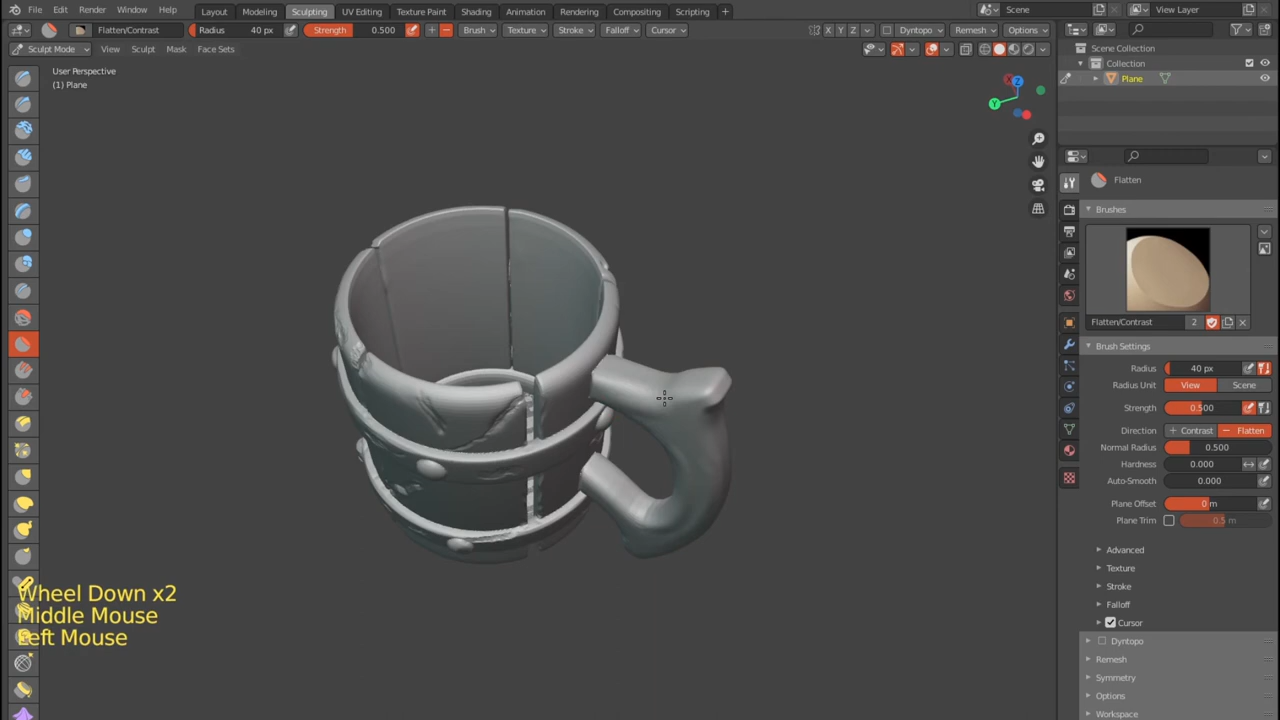 File Edit Render Window Help Layout Modeling Sculpting UV Editing Texture Paint Shading Animation Rendering Compositing Scripting + Scene View Layer
Flatten/Contrast Radius 40 px Strength 0.500 Brush Texture Stroke Falloff Cursor X Y Z Dyntopo Remesh Options
Sculpt Mode View Sculpt Mask Face Sets
Scene Collection
Collection
Plane
User Perspective
(1) Plane
Z
Y
Flatten
Brushes
Flatten/Contrast 2
Brush Settings
Radius 40 px
Radius Unit View Scene
Strength 0.500
Direction + Contrast − Flatten
Normal Radius 0.500
Hardness 0.000
Auto-Smooth 0.000
Plane Offset 0 m
Plane Trim 0.5 m
Advanced
Texture
Stroke
Falloff
Cursor
Dyntopo
Remesh
Symmetry
Options
Workspace
Wheel Down x2
Middle Mouse
Left Mouse